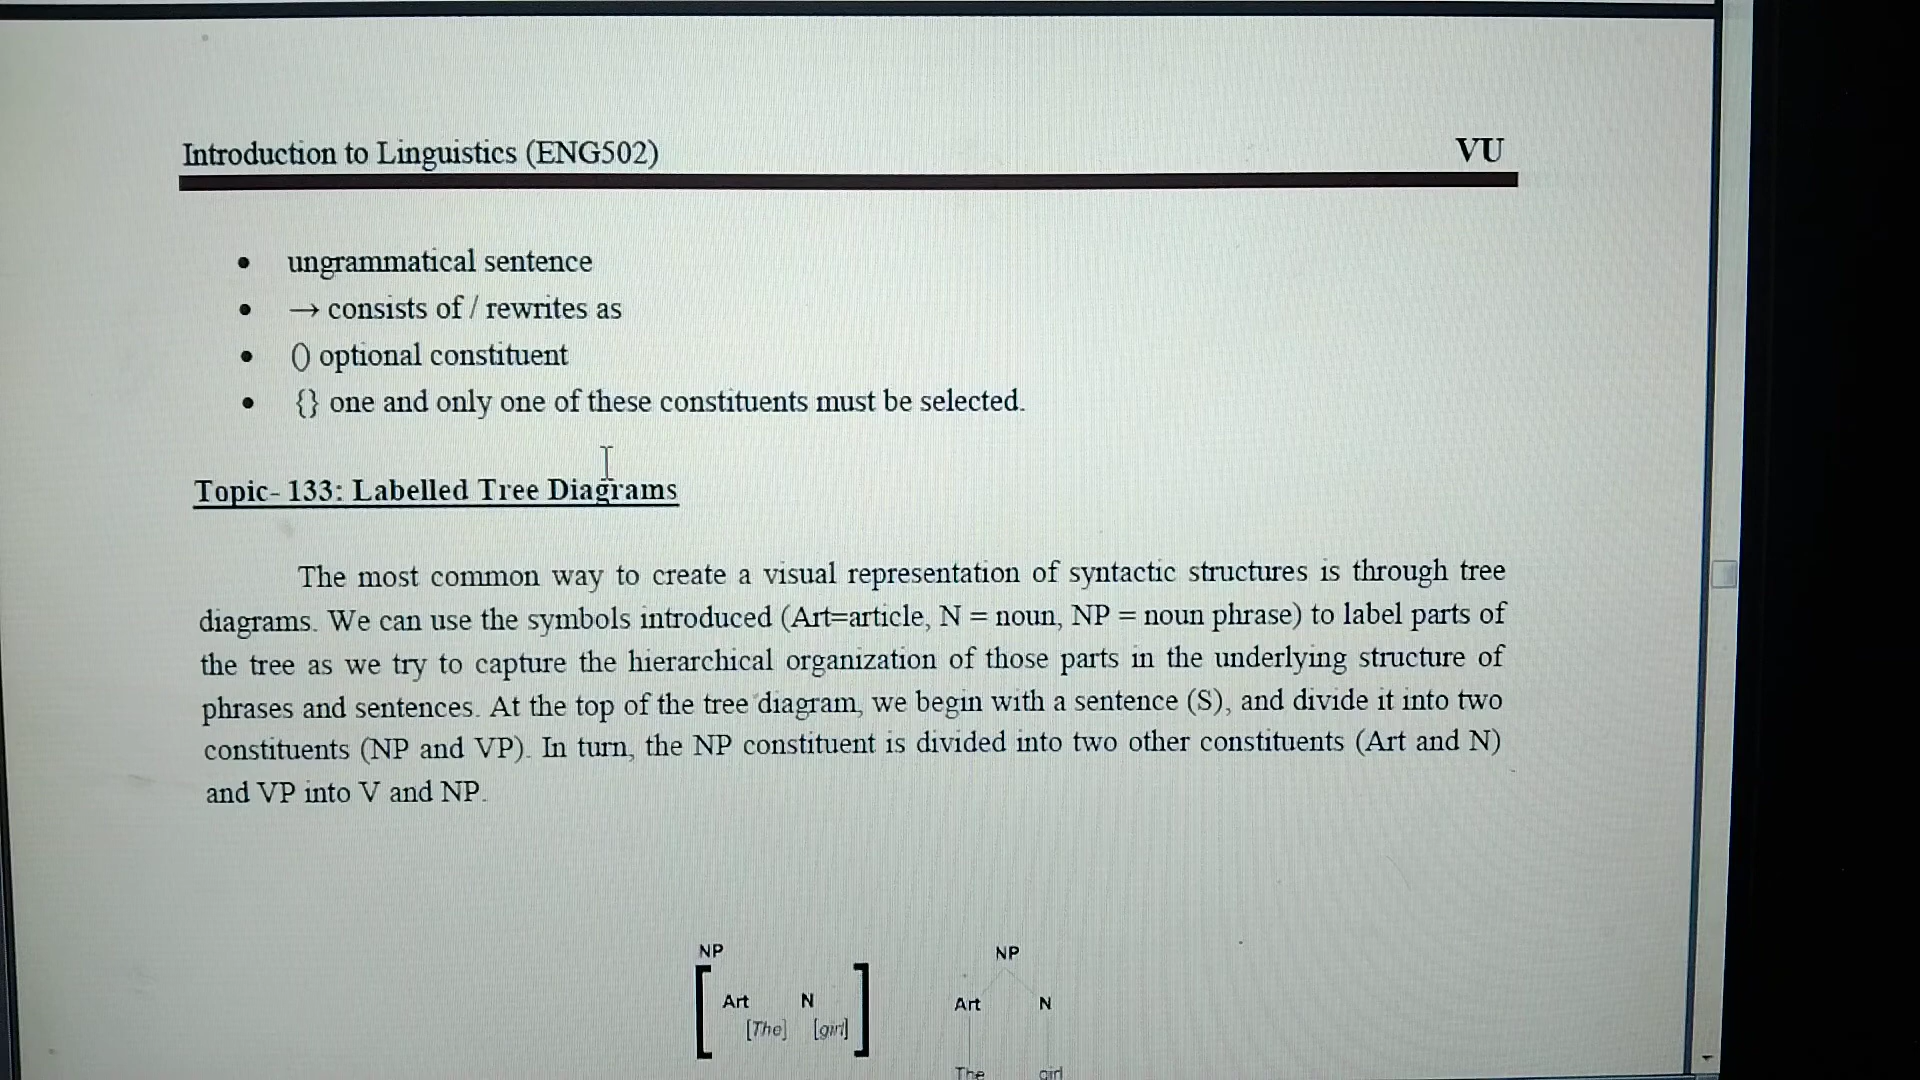 Introduction to Linguistics (ENG502) VU
• ungrammatical sentence
• → consists of / rewrites as
• () optional constituent
• {} one and only one of these constituents must be selected.
Topic- 133: Labelled Tree Diagrams
The most common way to create a visual representation of syntactic structures is through tree
diagrams. We can use the symbols introduced (Art=article, N = noun, NP = noun phrase) to label parts of
the tree as we try to capture the hierarchical organization of those parts in the underlying structure of
phrases and sentences. At the top of the tree diagram, we begin with a sentence (S), and divide it into two
constituents (NP and VP). In turn, the NP constituent is divided into two other constituents (Art and N)
and VP into V and NP.
NP NP
Art N Art N
[The] [girl]
The girl